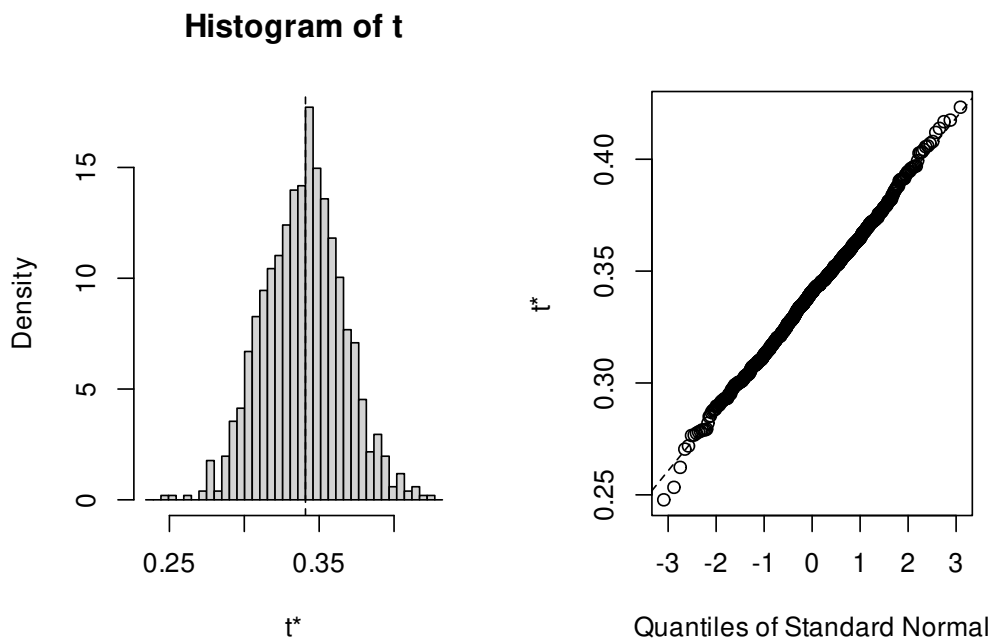 Histogram of t
Density
0
5
10
15
0.25
0.35
t*
t*
0.25
0.30
0.35
0.40
-3 -2 -1 0 1 2 3
Quantiles of Standard Normal